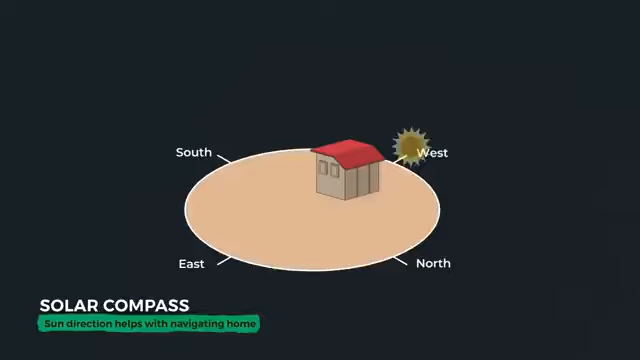 South
West
East
North
SOLAR COMPASS
Sun direction helps with navigating home